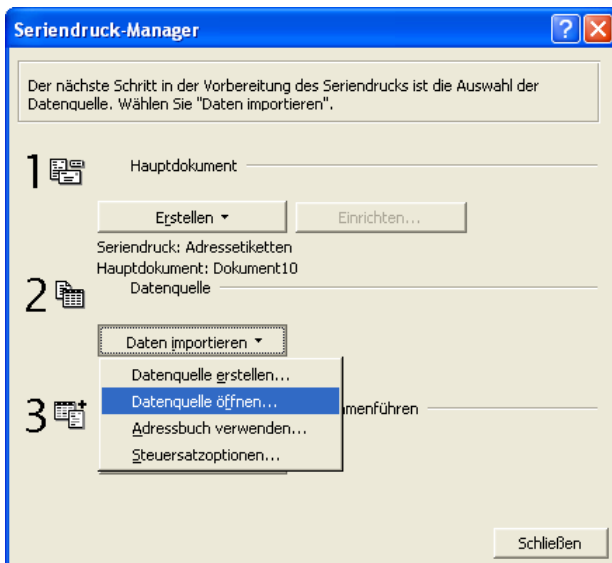 Seriendruck-Manager
Der nächste Schritt in der Vorbereitung des Seriendrucks ist die Auswahl der
Datenquelle. Wählen Sie "Daten importieren".
1 Hauptdokument
Erstellen Einrichten...
Seriendruck: Adressetiketten
Hauptdokument: Dokument10
2 Datenquelle
Daten importieren
Datenquelle erstellen...
Datenquelle öffnen...
3 menführen
Adressbuch verwenden...
Steuersatzoptionen...
Schließen